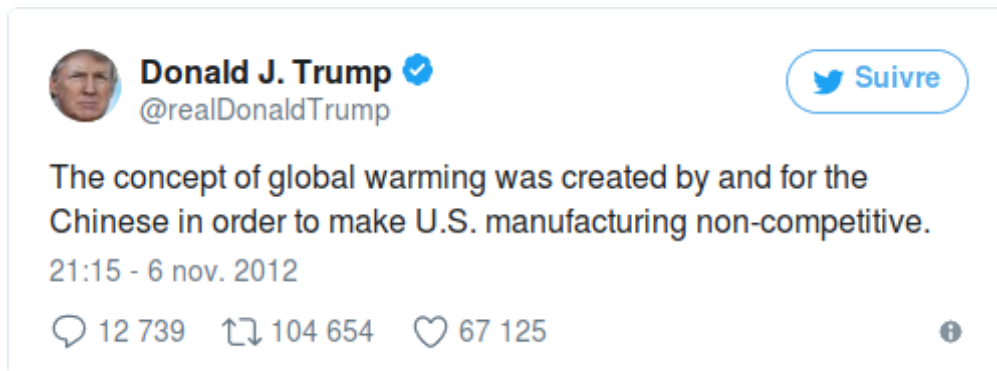 Donald J. Trump
@realDonaldTrump
Suivre
The concept of global warming was created by and for the
Chinese in order to make U.S. manufacturing non-competitive.
21:15 - 6 nov. 2012
12 739 104 654 67 125